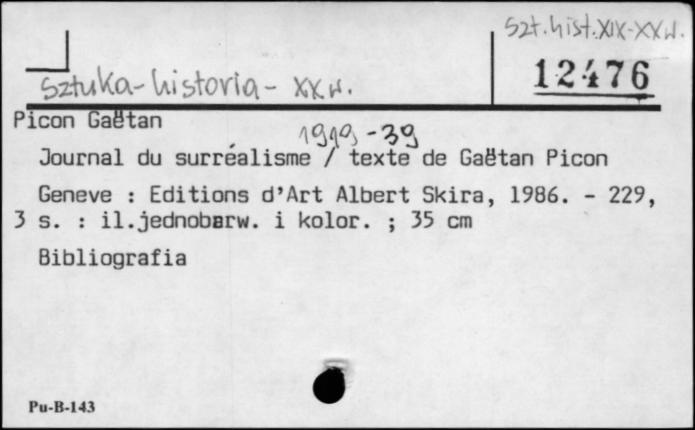 Szt. hist. XIX-XXw.
12476
Sztuka-historia- XX w.
Picon Gaëtan
1919-39
Journal du surréalisme / texte de Gaëtan Picon
Geneve : Editions d'Art Albert Skira, 1986. - 229,
3 s. : il.jednobarw. i kolor. ; 35 cm
Bibliografia
Pu-B-143